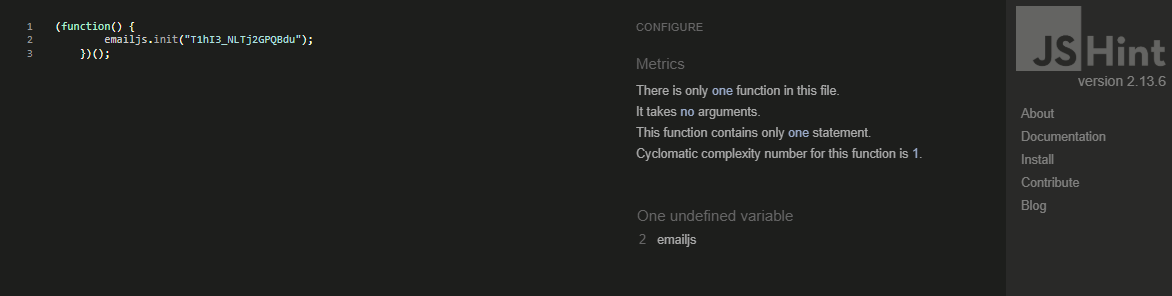 1 (function() {
2 emailjs.init("T1hI3_NLTj2GPQBdu");
3 })();
CONFIGURE
Metrics
There is only one function in this file.
It takes no arguments.
This function contains only one statement.
Cyclomatic complexity number for this function is 1.
One undefined variable
2 emailjs
JSHint
version 2.13.6
About
Documentation
Install
Contribute
Blog